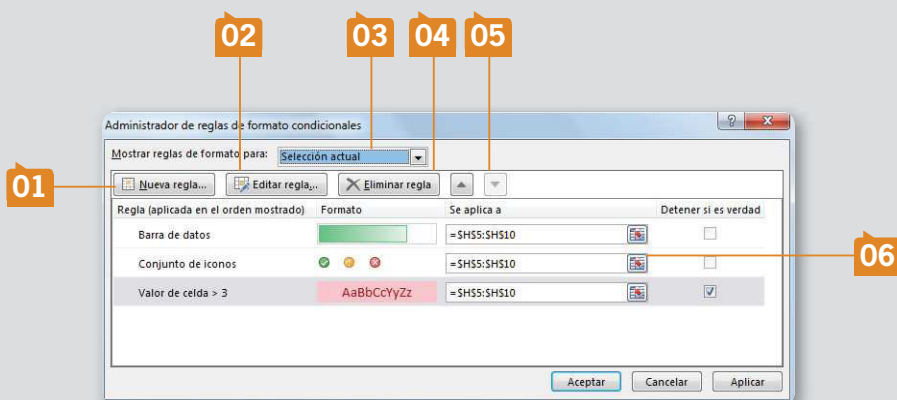 02 03 04 05
Administrador de reglas de formato condicionales
Mostrar reglas de formato para: Selección actual
01
Nueva regla... Editar regla... Eliminar regla
Regla (aplicada en el orden mostrado) Formato Se aplica a Detener si es verdad
Barra de datos =$H$5:$H$10
06
Conjunto de iconos =$H$5:$H$10
Valor de celda > 3 AaBbCcYyZz =$H$5:$H$10
Aceptar Cancelar Aplicar